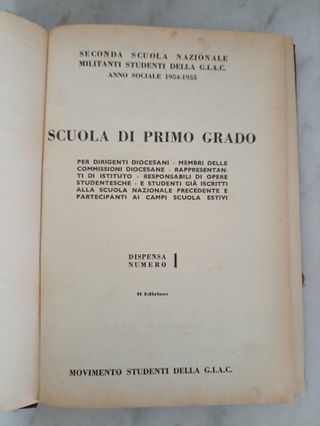 SECONDA SCUOLA NAZIONALE
MILITANTI STUDENTI DELLA G.I.A.C.
ANNO SOCIALE 1954-1955
SCUOLA DI PRIMO GRADO
PER DIRIGENTI DIOCESANI - MEMBRI DELLE
COMMISSIONI DIOCESANE - RAPPRESENTAN-
TI DI ISTITUTO - RESPONSABILI DI OPERE
STUDENTESCHE - E STUDENTI GIÀ ISCRITTI
ALLA SCUOLA NAZIONALE PRECEDENTE E
PARTECIPANTI AI CAMPI SCUOLA ESTIVI
DISPENSA
NUMERO 1
II Edizione
MOVIMENTO STUDENTI DELLA G.I.A.C.